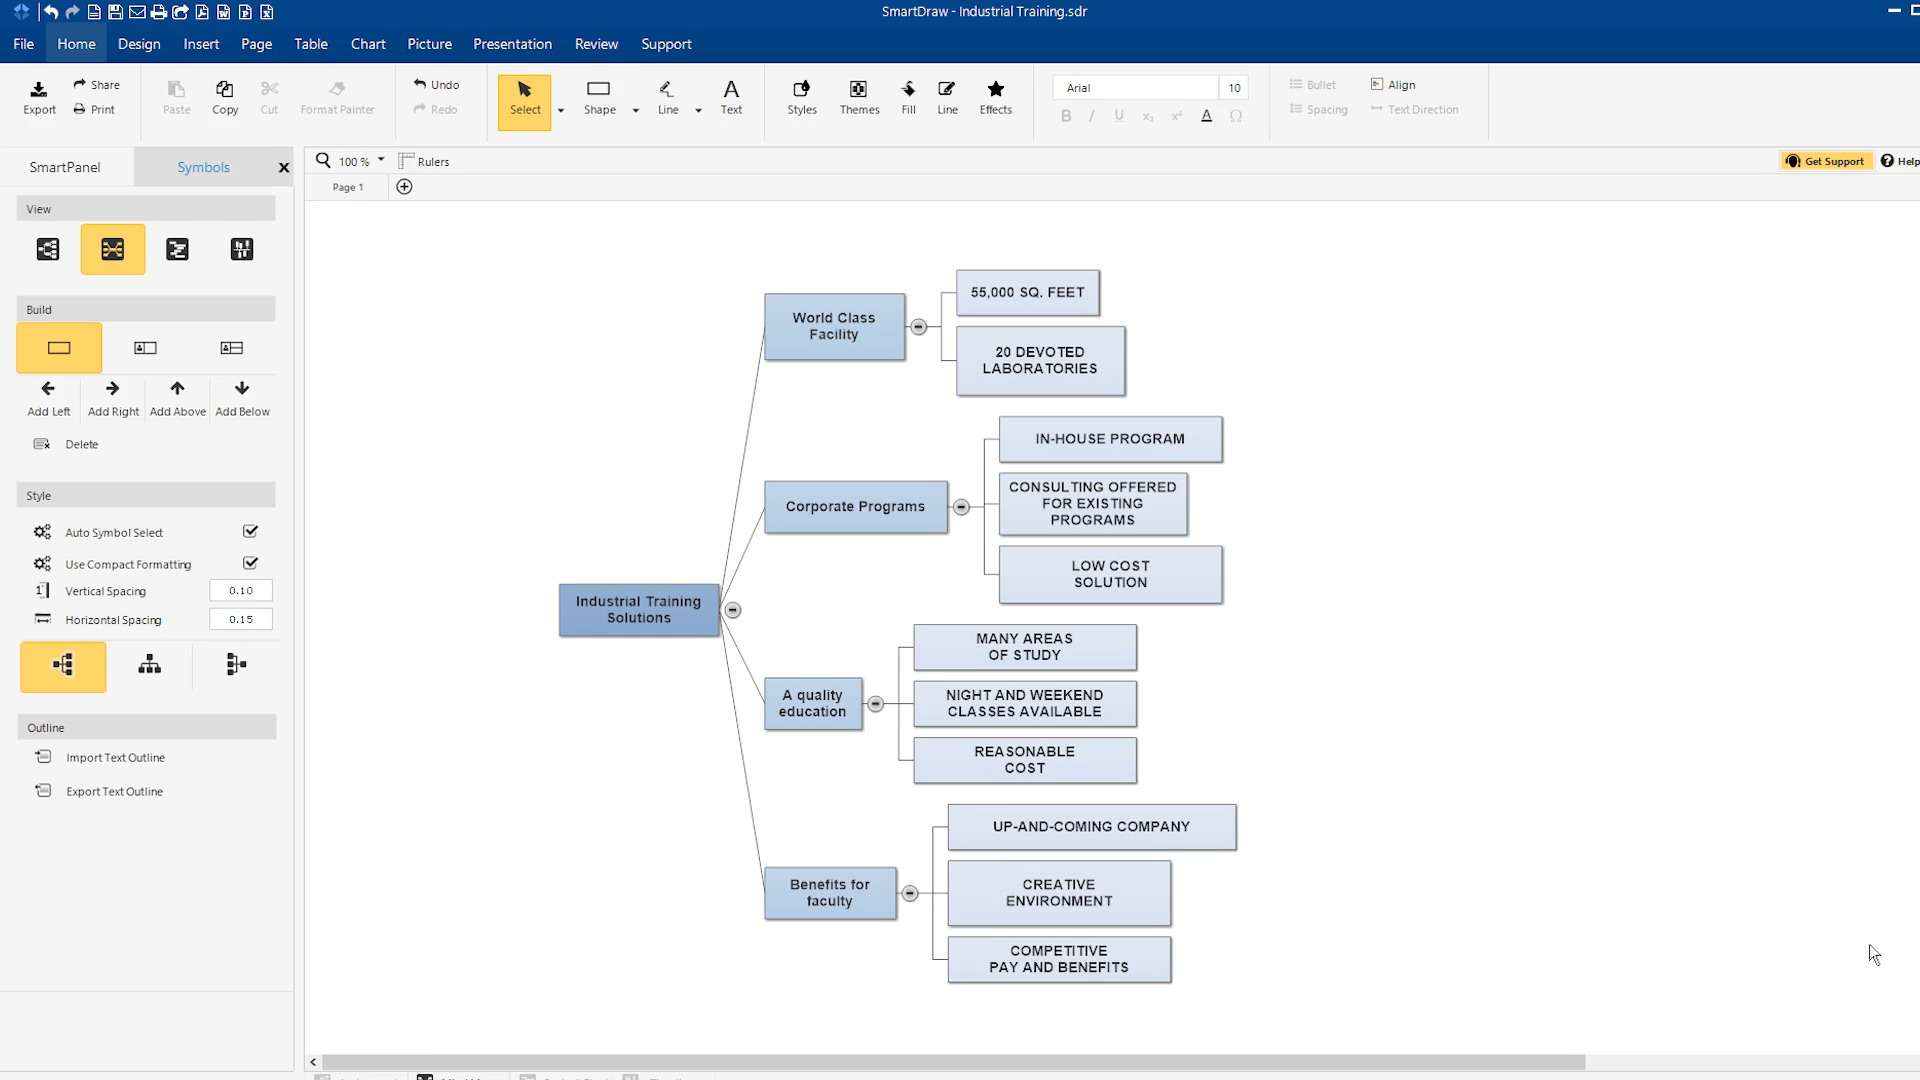 SmartDraw - Industrial Training.sdr
File Home Design Insert Page Table Chart Picture Presentation Review Support
Export Share Print Paste Copy Cut Format Painter Undo Redo Select Shape Line Text Styles Themes Fill Line Effects Arial 10 Bullet Align
B I U x₂ x² A Ω Spacing Text Direction
SmartPanel Symbols X 100 % Rulers Get Support Help
Page 1
View
Build
Add Left Add Right Add Above Add Below
Delete
Style
Auto Symbol Select
Use Compact Formatting
Vertical Spacing 0.10
Horizontal Spacing 0.15
Outline
Import Text Outline
Export Text Outline
Industrial Training
Solutions
World Class
Facility
55,000 SQ. FEET
20 DEVOTED
LABORATORIES
Corporate Programs
IN-HOUSE PROGRAM
CONSULTING OFFERED
FOR EXISTING
PROGRAMS
LOW COST
SOLUTION
A quality
education
MANY AREAS
OF STUDY
NIGHT AND WEEKEND
CLASSES AVAILABLE
REASONABLE
COST
Benefits for
faculty
UP-AND-COMING COMPANY
CREATIVE
ENVIRONMENT
COMPETITIVE
PAY AND BENEFITS